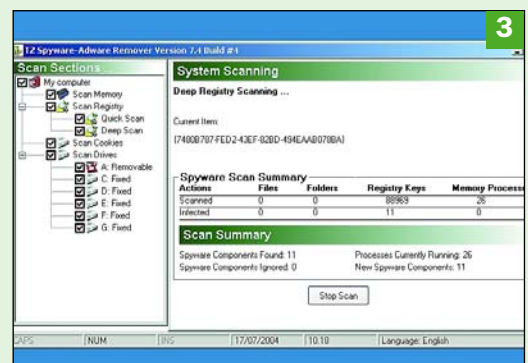 3
TZ Spyware-Adware Remover Version 7.4 Build #4
Scan Sections
My computer
Scan Memory
Scan Registry
Quick Scan
Deep Scan
Scan Cookies
Scan Drives
A: Removable
C: Fixed
D: Fixed
E: Fixed
F: Fixed
G: Fixed
System Scanning
Deep Registry Scanning ...
Current Item:
{7480B787-FED2-43EF-82BD-494EAAB078BA}
Spyware Scan Summary
Actions Files Folders Registry Keys Memory Processe
Scanned 0 0 88969 26
Infected 0 0 11 0
Scan Summary
Spyware Components Found: 11 Processes Currently Running: 26
Spyware Components Ignored: 0 New Spyware Components: 11
Stop Scan
CAPS NUM INS 17/07/2004 10:18 Language: English